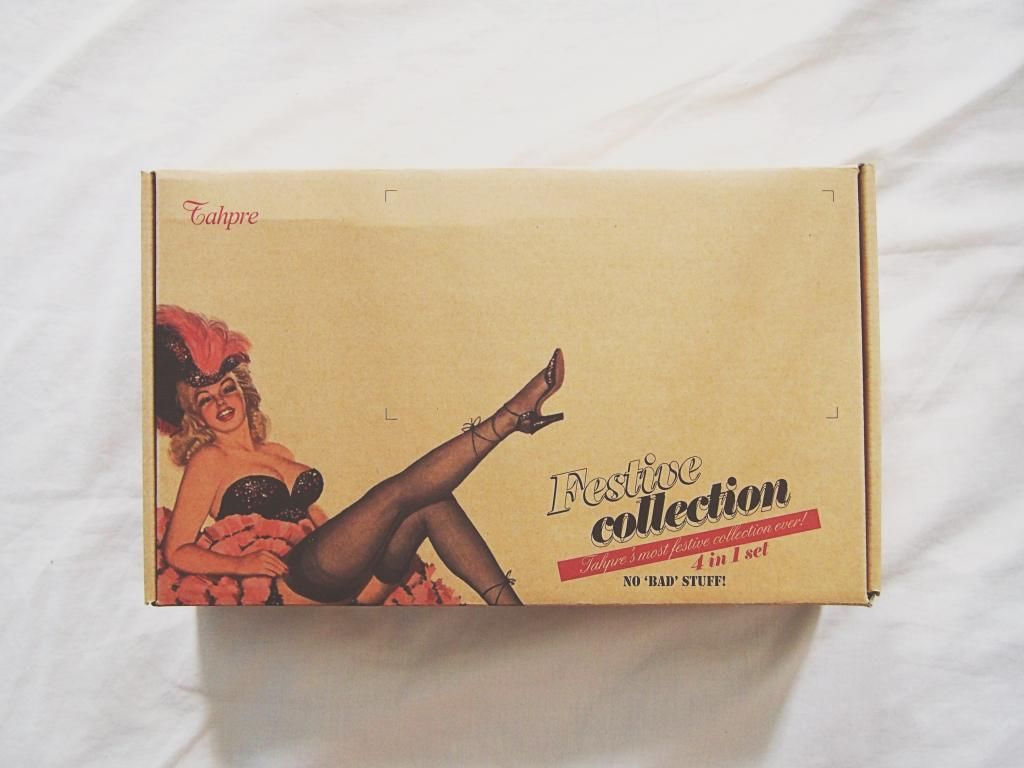 Tahpre
Festive
collection
Tahpre's most festive collection ever!
4 in 1 set
NO 'BAD' STUFF!